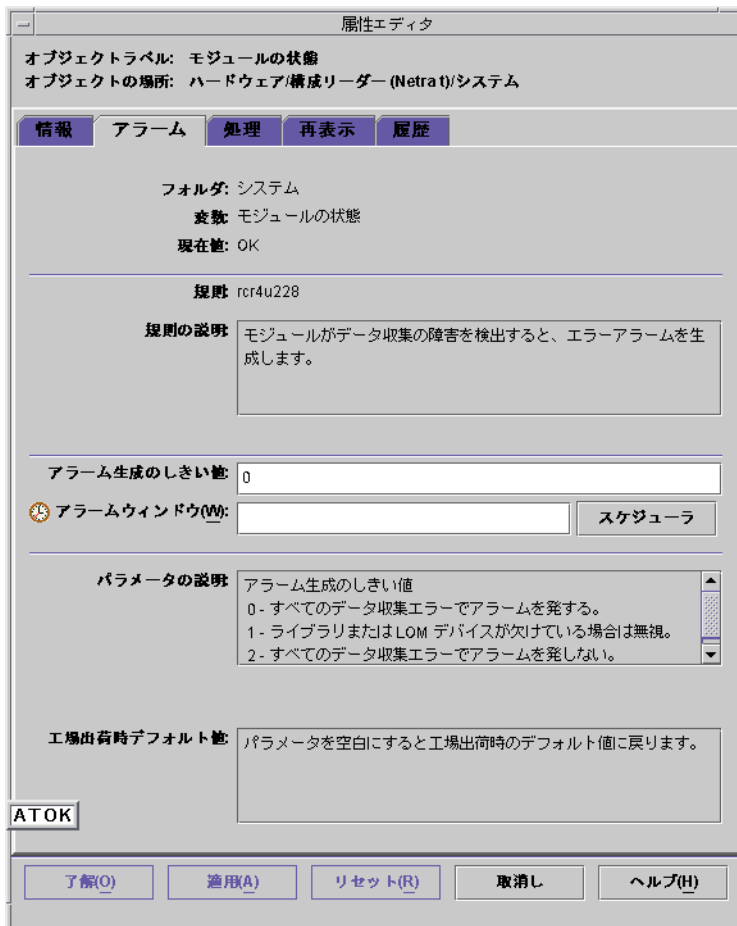 属性エディタ
オブジェクトラベル: モジュールの状態
オブジェクトの場所: ハードウェア/構成リーダー (Netra t)/システム
情報 アラーム 処理 再表示 履歴
フォルダ: システム
変数: モジュールの状態
現在値: OK
規則: rcr4u228
規則の説明: モジュールがデータ収集の障害を検出すると、エラーアラームを生
成します。
アラーム生成のしきい値: 0
アラームウィンドウ(W): スケジューラ
パラメータの説明: アラーム生成のしきい値
0 - すべてのデータ収集エラーでアラームを発する。
1 - ライブラリまたは LOM デバイスが欠けている場合は無視。
2 - すべてのデータ収集エラーでアラームを発しない。
工場出荷時デフォルト値: パラメータを空白にすると工場出荷時のデフォルト値に戻ります。
ATOK
了解(O) 適用(A) リセット(R) 取消し ヘルプ(H)